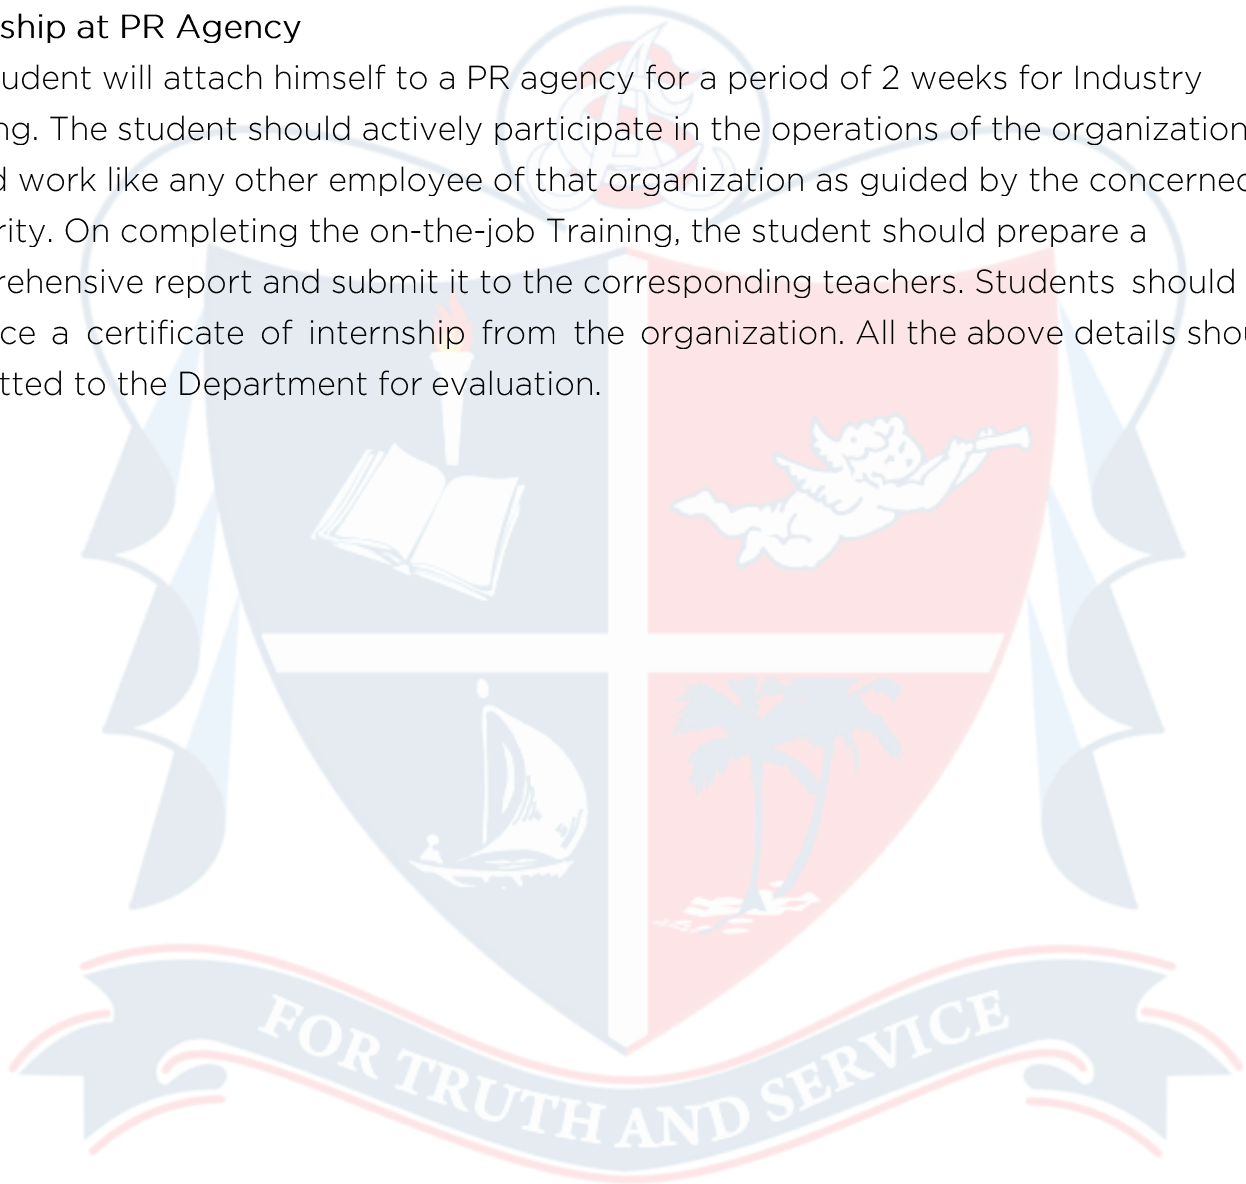 ship at PR Agency
udent will attach himself to a PR agency for a period of 2 weeks for Industry
ng. The student should actively participate in the operations of the organization
d work like any other employee of that organization as guided by the concerned
rity. On completing the on-the-job Training, the student should prepare a
rehensive report and submit it to the corresponding teachers. Students should
ce a certificate of internship from the organization. All the above details shou
tted to the Department for evaluation.
FOR TRUTH AND SERVICE